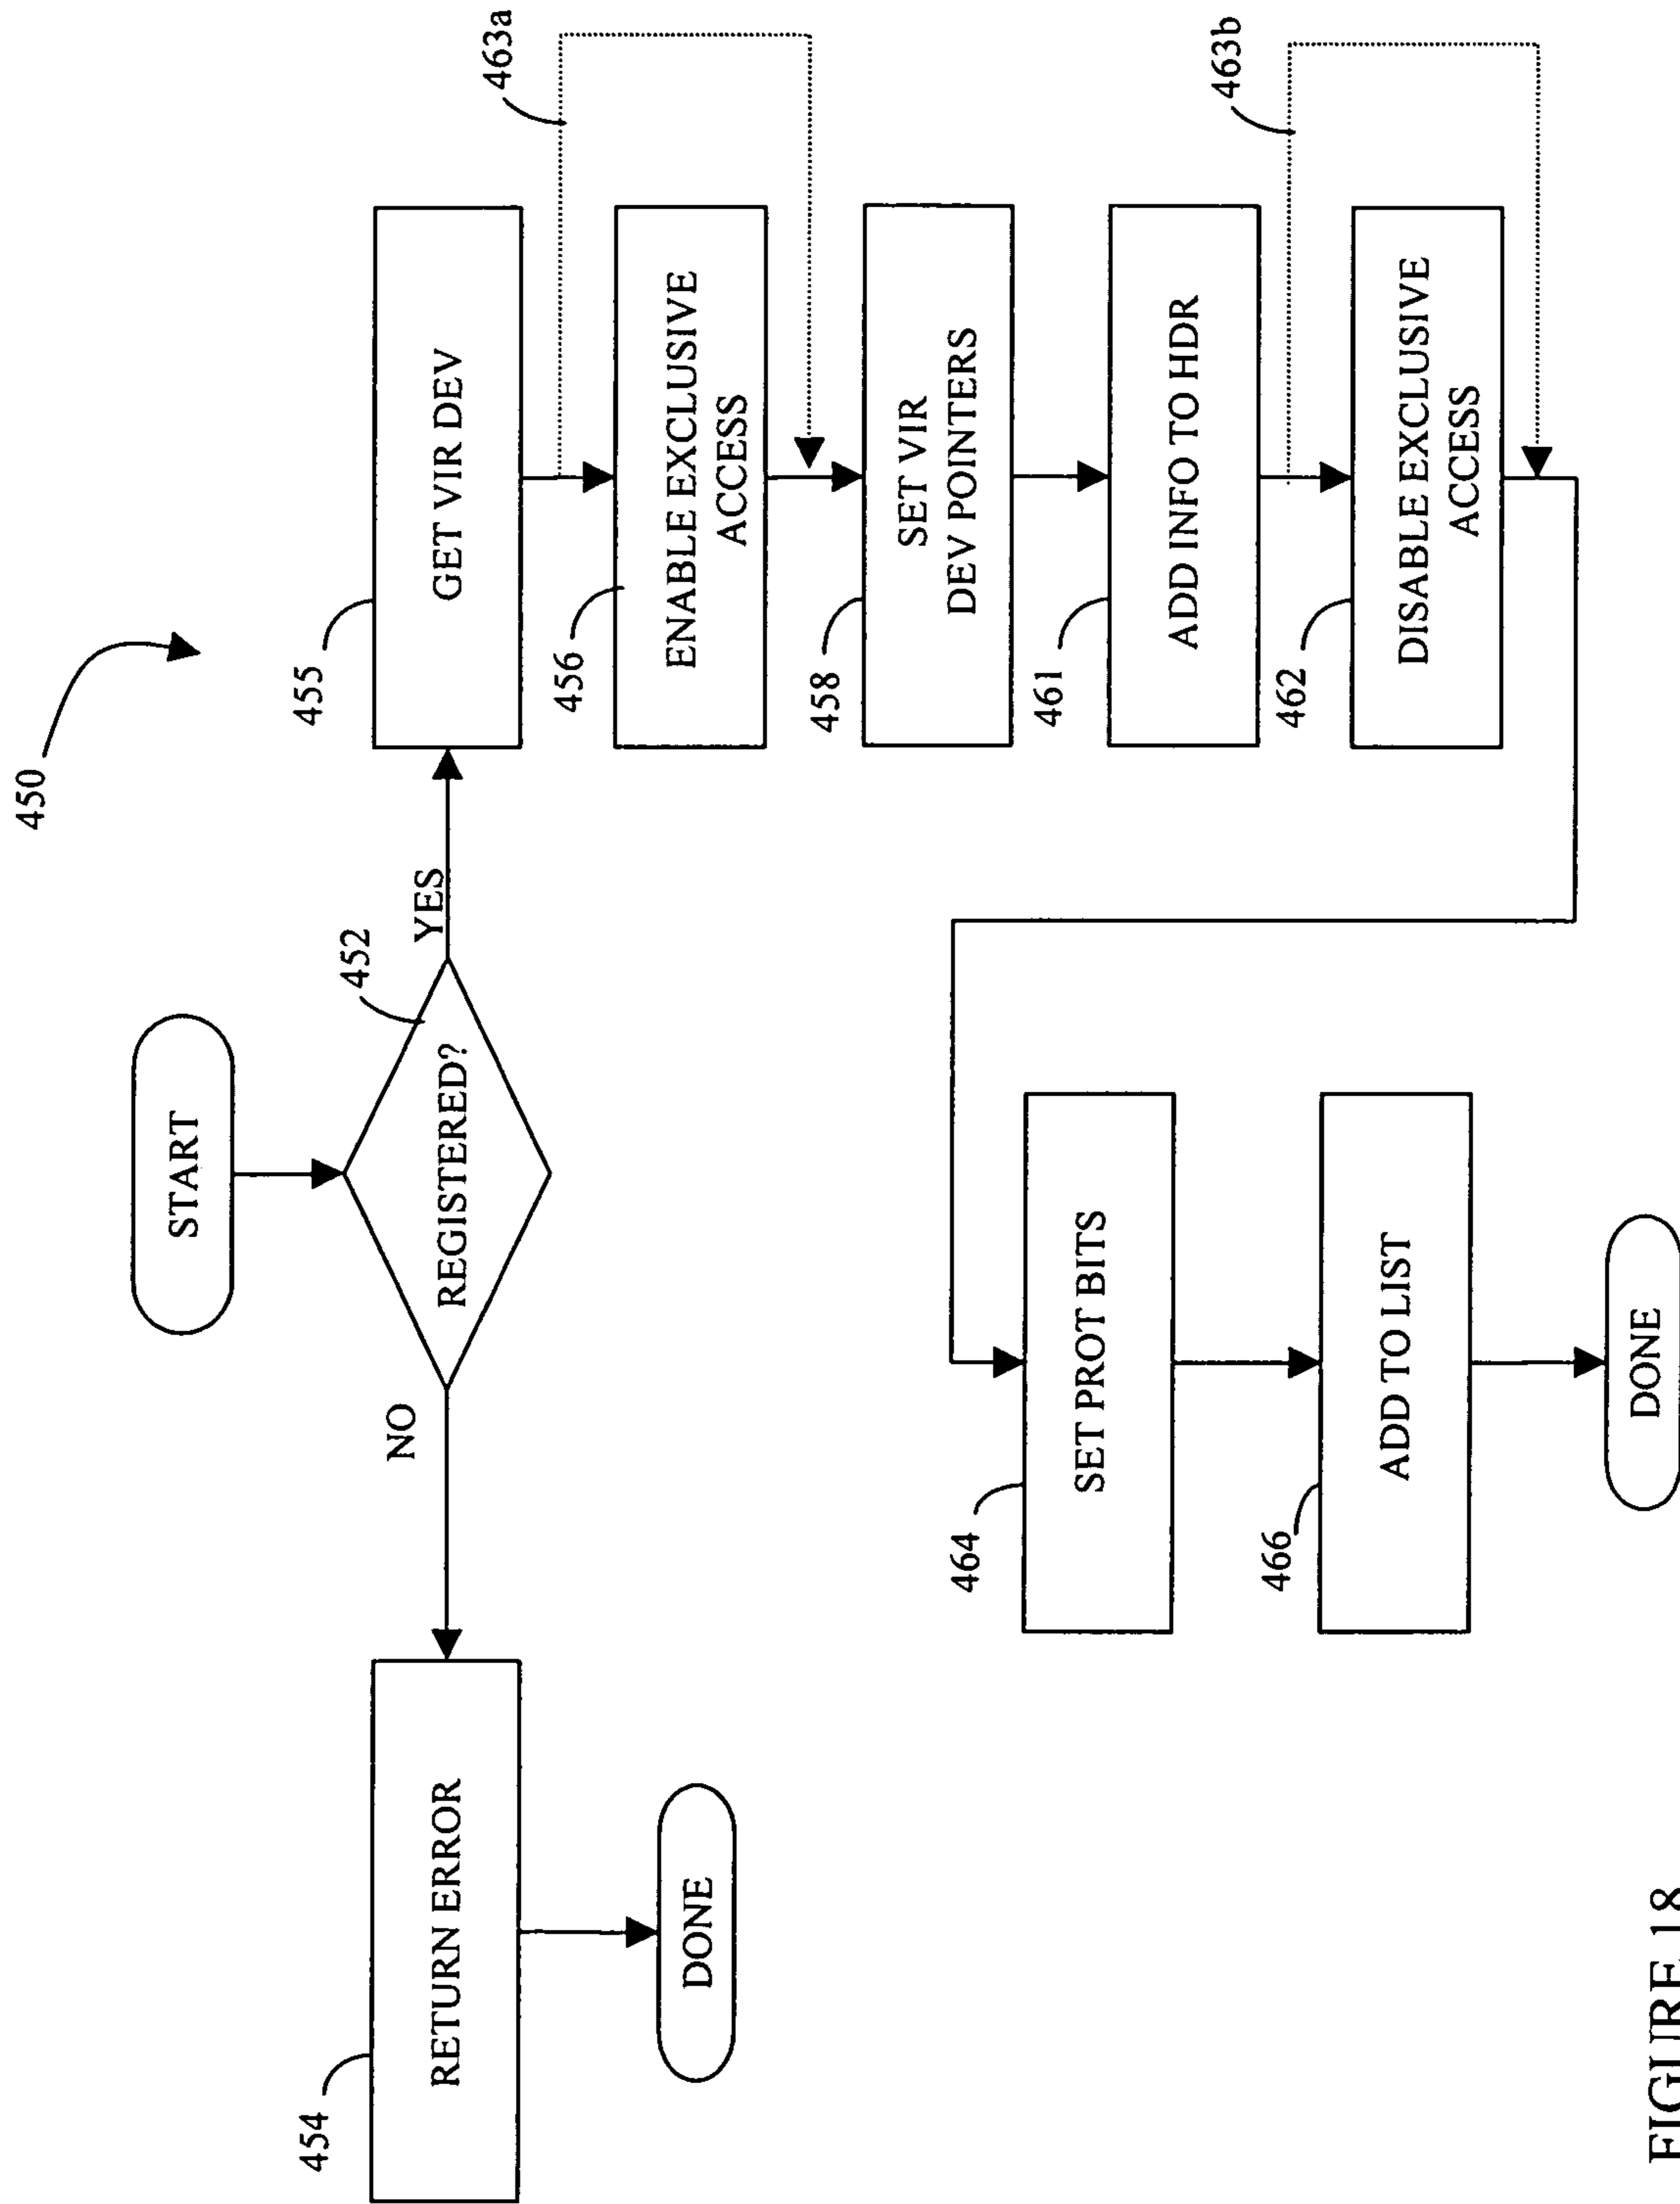 450
START
REGISTERED?
452
NO
YES
454
RETURN ERROR
DONE
455
GET VIR DEV
463a
456
ENABLE EXCLUSIVE
ACCESS
458
SET VIR
DEV POINTERS
461
ADD INFO TO HDR
463b
462
DISABLE EXCLUSIVE
ACCESS
464
SET PROT BITS
466
ADD TO LIST
DONE
FIGURE 18